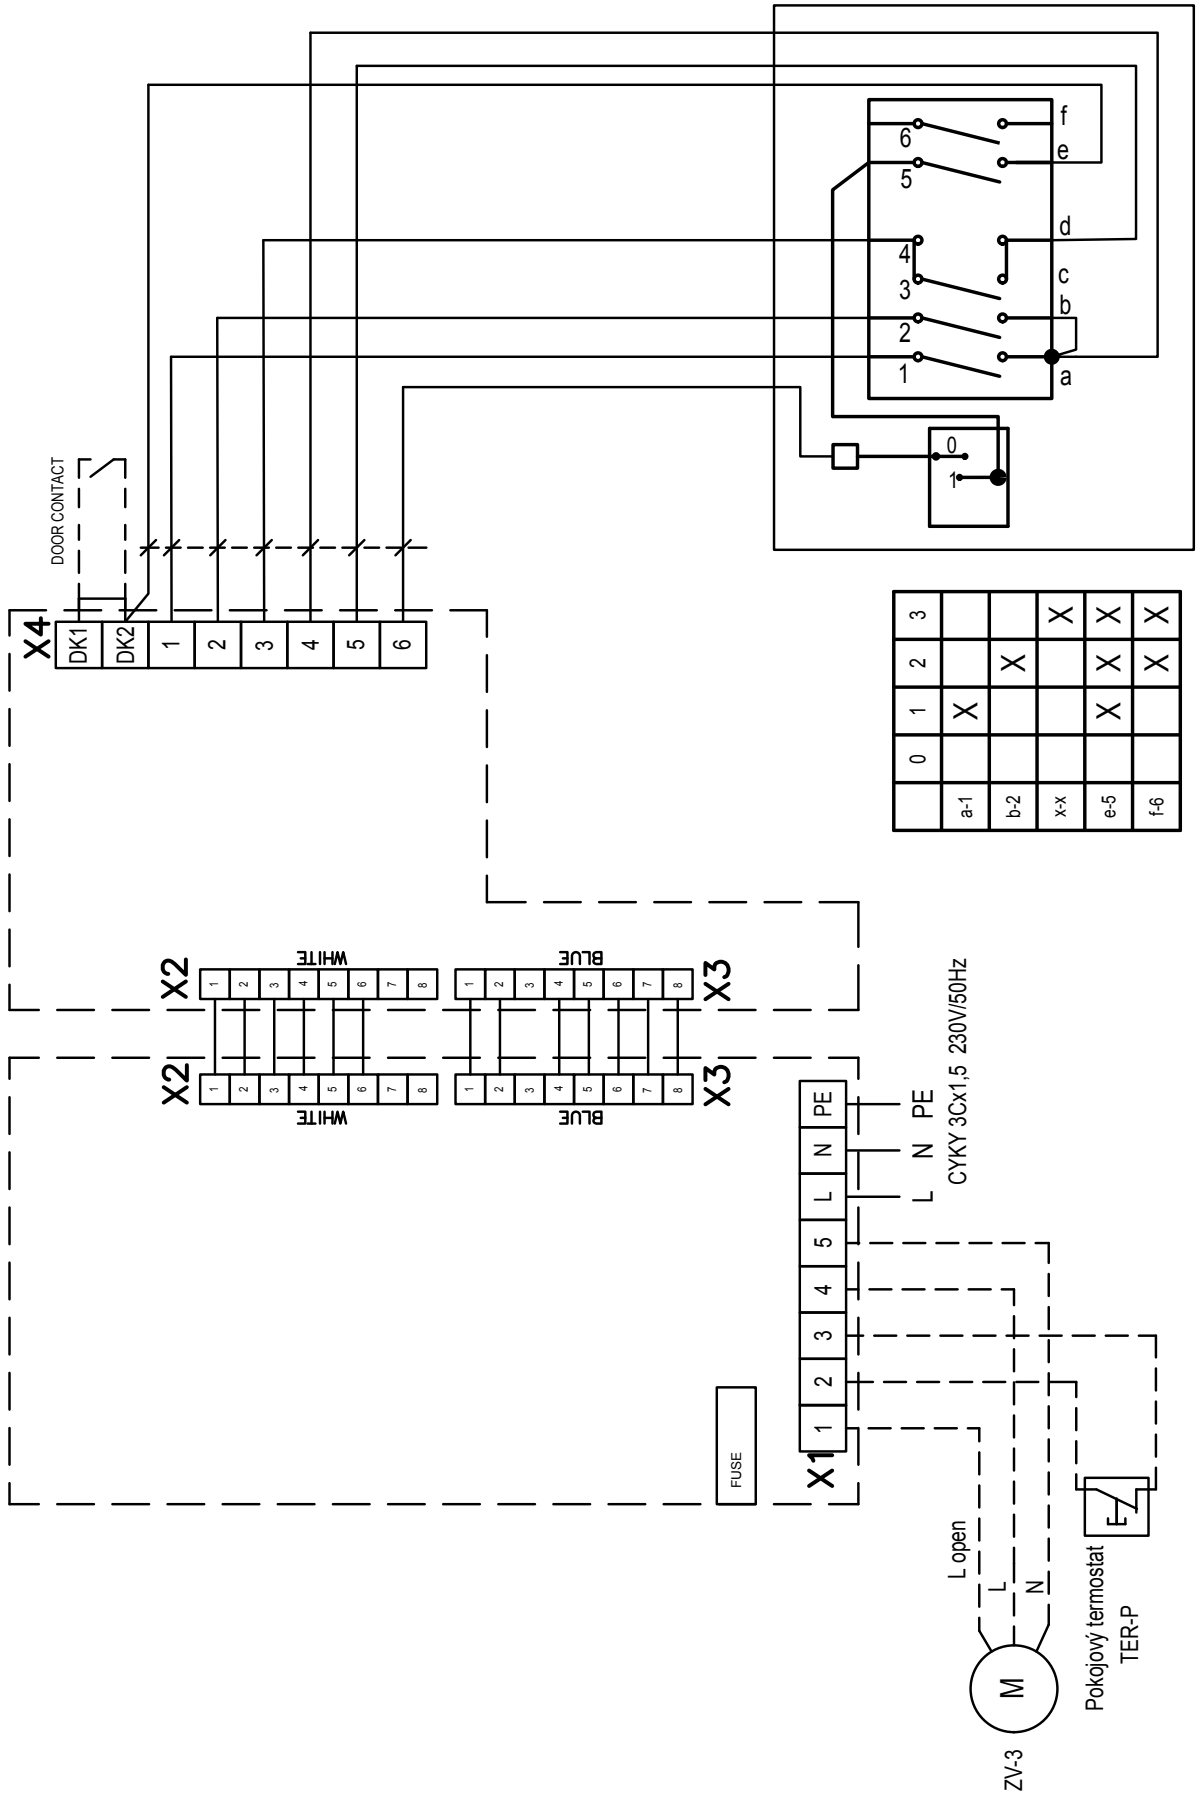 DOOR CONTACT
X4
DK1
DK2
1
2
3
4
5
6
6
f
5
e
4
d
3
c
2
b
1
a
0
1
0 1 2 3
a-1 X
b-2 X
x-x X
e-5 X X X
f-6 X X
X2
WHITE
1 2 3 4 5 6 7 8
BLUE
X3
1 2 3 4 5 6 7 8
X2
WHITE
1 2 3 4 5 6 7 8
BLUE
X3
1 2 3 4 5 6 7 8
FUSE
X1
1 2 3 4 5 L N PE
L N PE
CYKY 3Cx1,5 230V/50Hz
L open
L
N
M
ZV-3
Pokojový termostat
TER-P